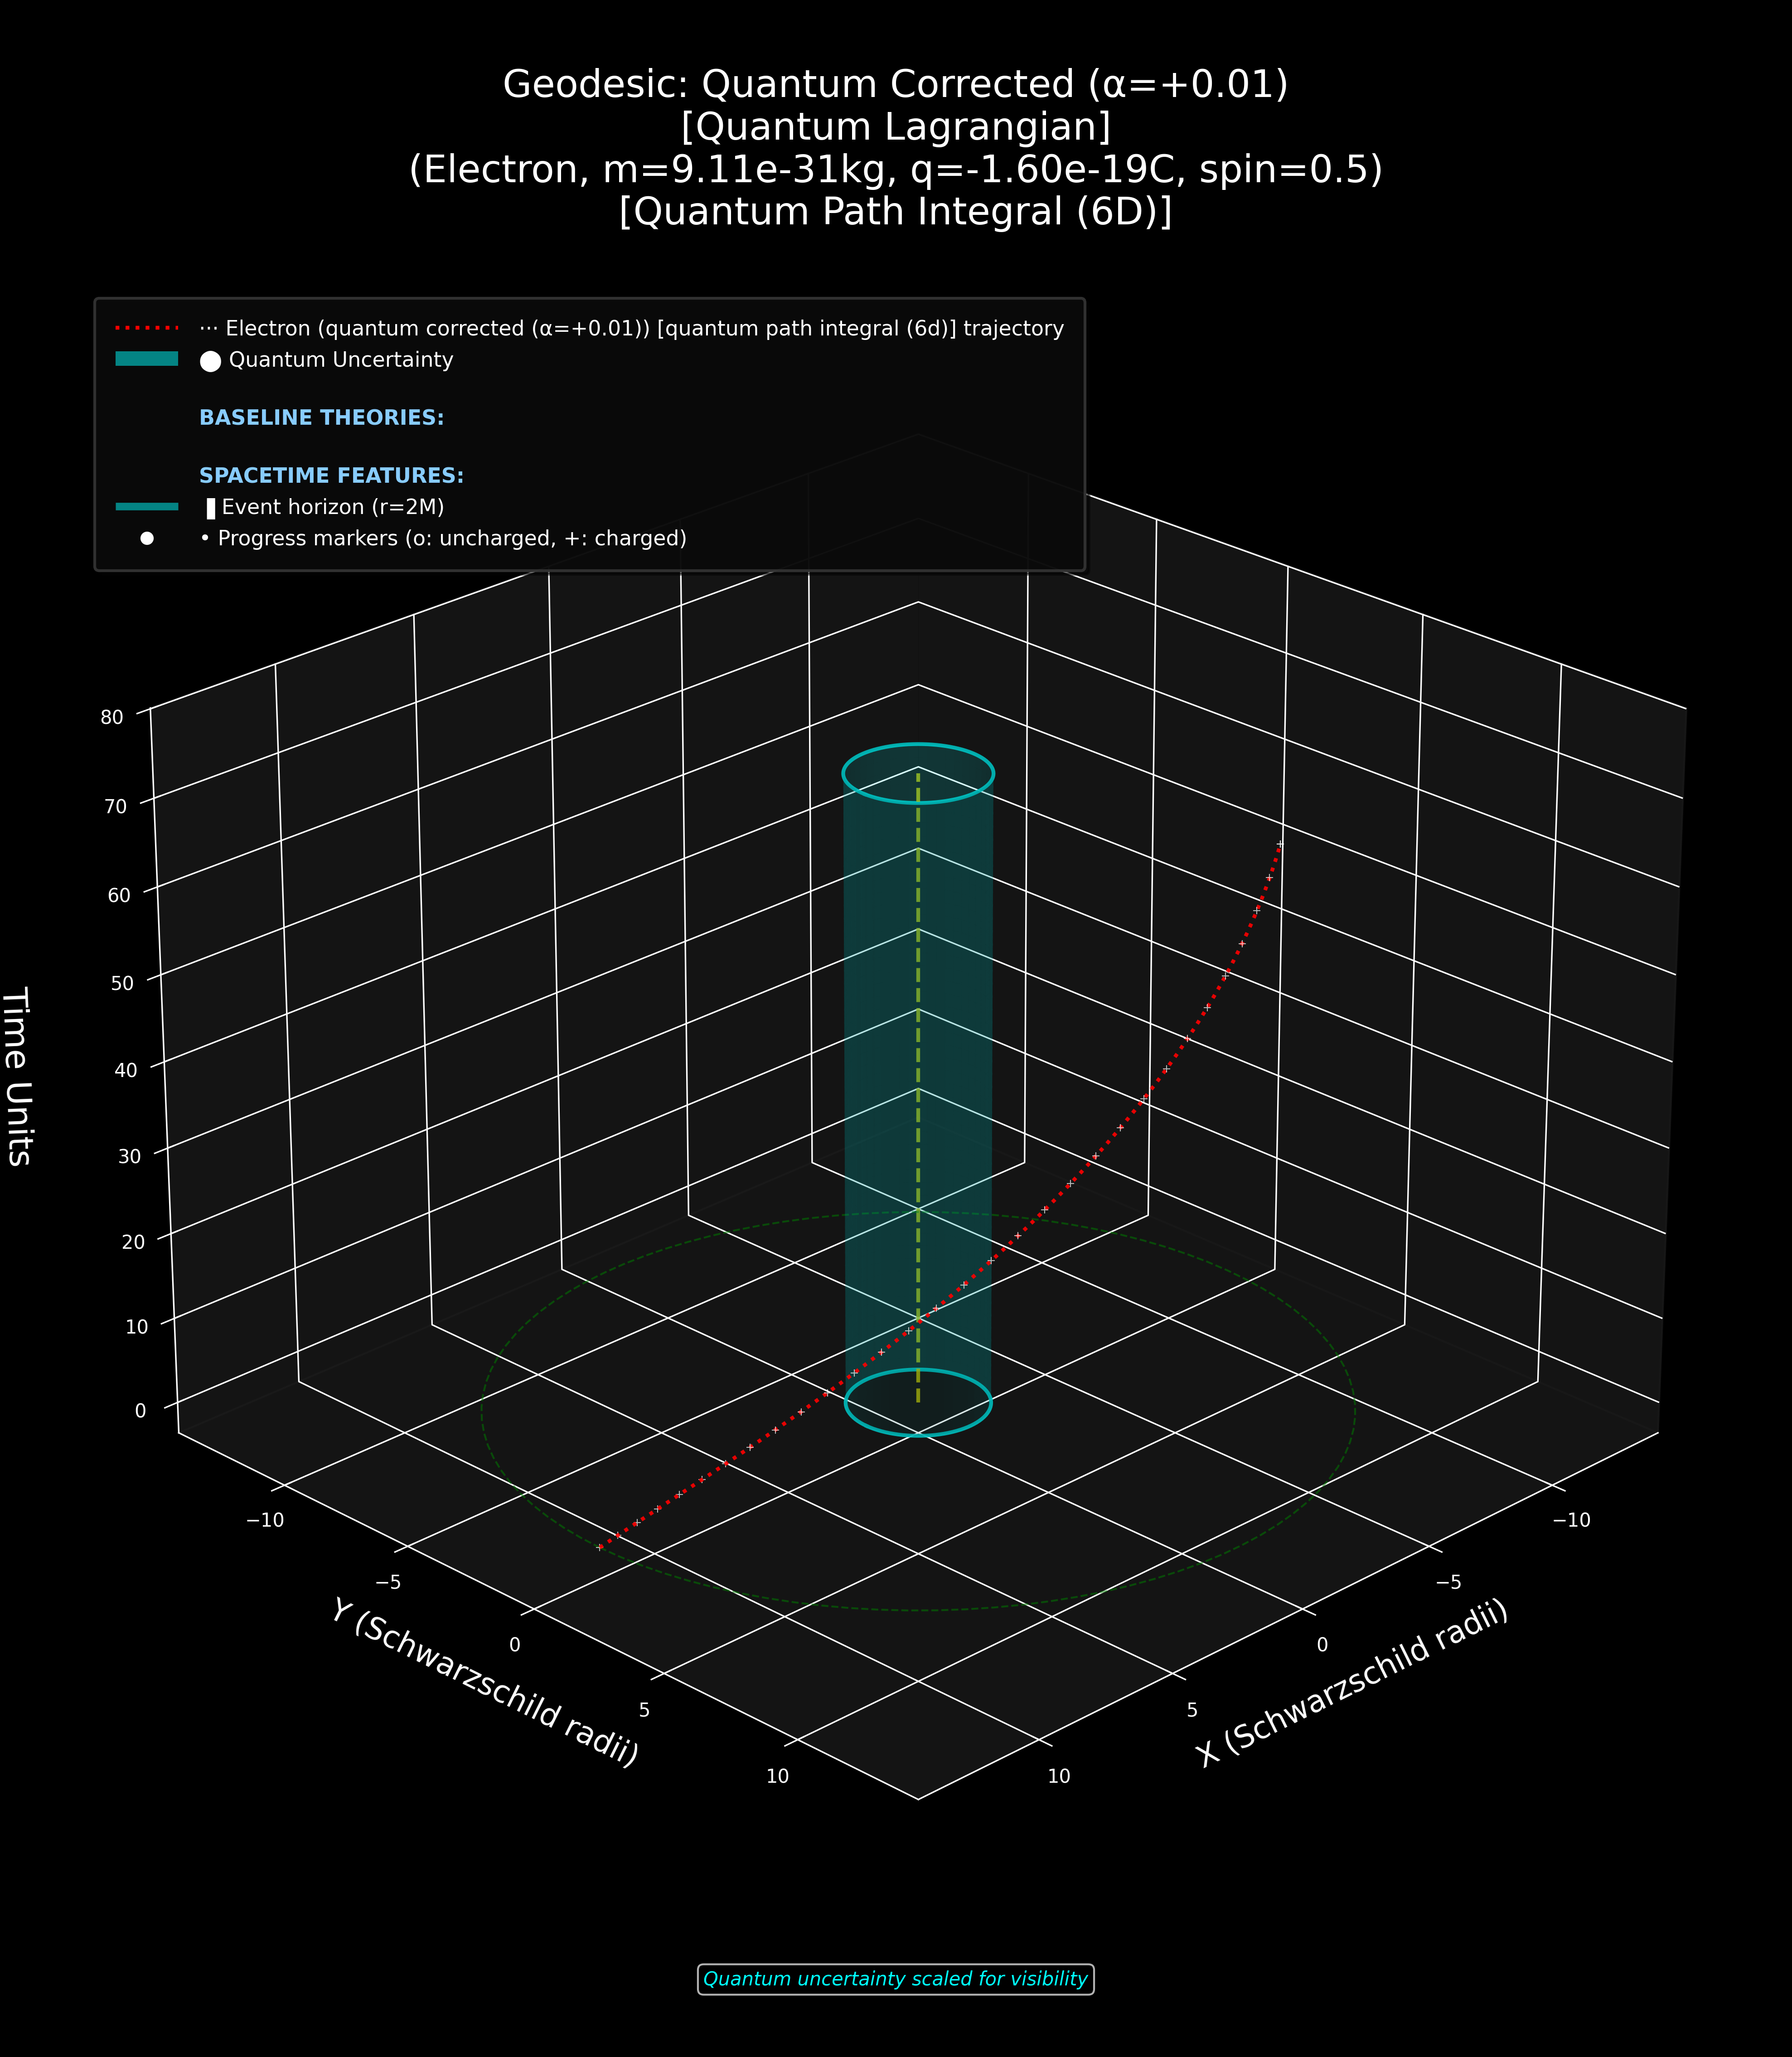 Geodesic: Quantum Corrected (α=+0.01)
[Quantum Lagrangian]
(Electron, m=9.11e-31kg, q=-1.60e-19C, spin=0.5)
[Quantum Path Integral (6D)]
··· Electron (quantum corrected (α=+0.01)) [quantum path integral (6d)] trajectory
● Quantum Uncertainty
BASELINE THEORIES:
SPACETIME FEATURES:
▐ Event horizon (r=2M)
• Progress markers (o: uncharged, +: charged)
80
70
60
50
40
30
20
10
0
Time Units
−10
−5
0
5
10
Y (Schwarzschild radii)
−10
−5
0
5
10
X (Schwarzschild radii)
Quantum uncertainty scaled for visibility